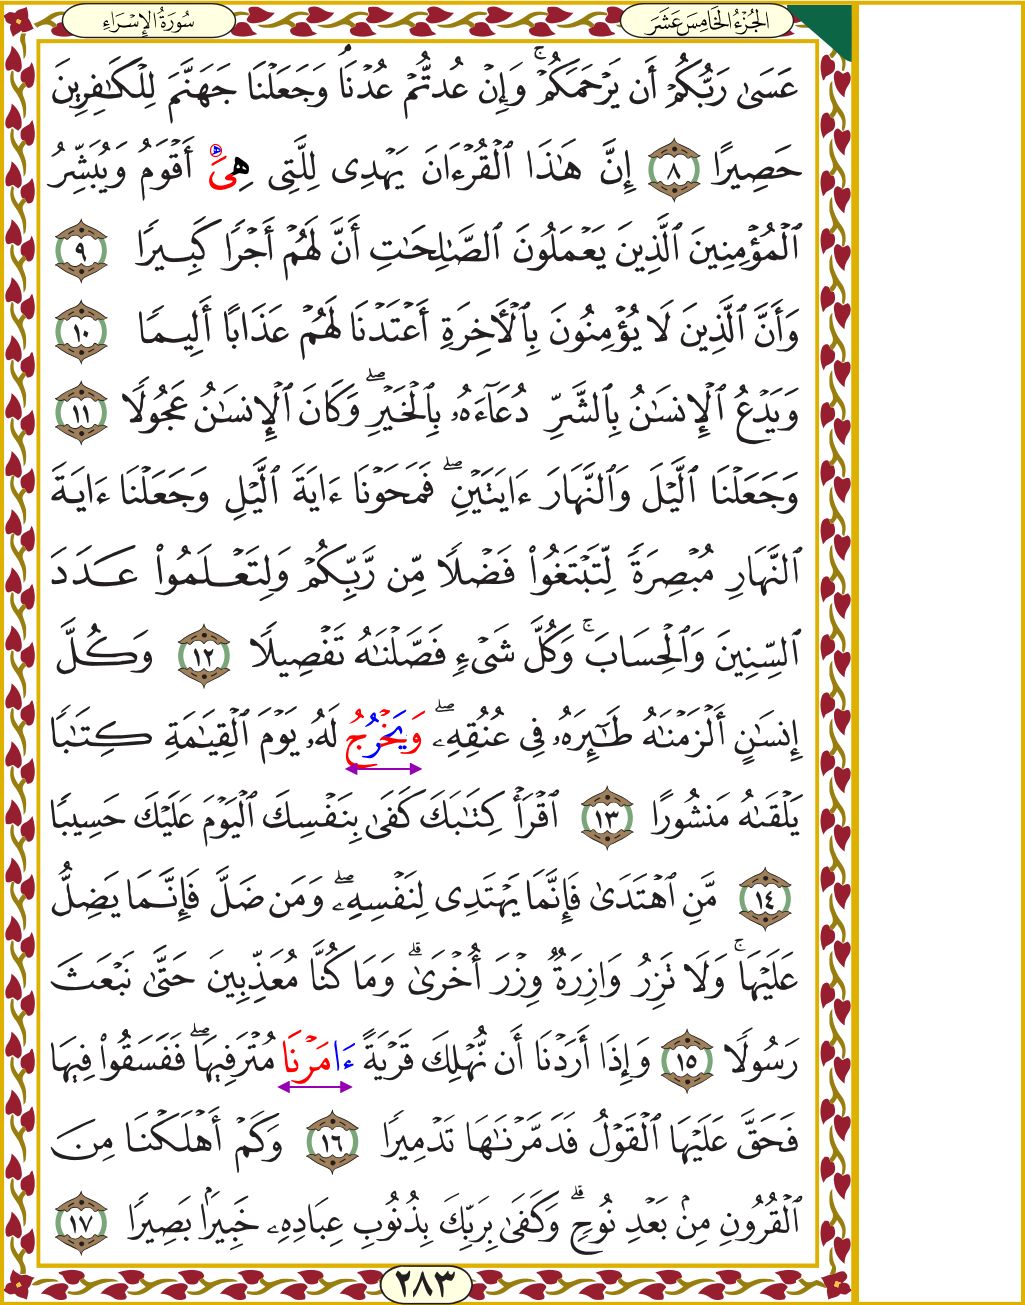 سُورَةُ الإِسْرَاءِ
الجُزْءُ الخَامِسَ عَشَرَ
عَسَىٰ رَبُّكُمْ أَن يَرْحَمَكُمْ ۚ وَإِنْ عُدتُّمْ عُدْنَا ۘ وَجَعَلْنَا جَهَنَّمَ لِلْكَـٰفِرِينَ
حَصِيرًا ٨ إِنَّ هَـٰذَا ٱلْقُرْءَانَ يَهْدِى لِلَّتِى هِىَ ه أَقْوَمُ وَيُبَشِّرُ
ٱلْمُؤْمِنِينَ ٱلَّذِينَ يَعْمَلُونَ ٱلصَّـٰلِحَـٰتِ أَنَّ لَهُمْ أَجْرًا كَبِيرًا ٩
وَأَنَّ ٱلَّذِينَ لَا يُؤْمِنُونَ بِٱلْأَخِرَةِ أَعْتَدْنَا لَهُمْ عَذَابًا أَلِيمًا ١٠
وَيَدْعُ ٱلْإِنسَـٰنُ بِٱلشَّرِّ دُعَآءَهُۥ بِٱلْخَيْرِ ۖ وَكَانَ ٱلْإِنسَـٰنُ عَجُولًا ١١
وَجَعَلْنَا ٱلَّيْلَ وَٱلنَّهَارَ ءَايَتَيْنِ ۖ فَمَحَوْنَا ءَايَةَ ٱلَّيْلِ وَجَعَلْنَا ءَايَةَ
ٱلنَّهَارِ مُبْصِرَةً لِّتَبْتَغُوا۟ فَضْلًا مِّن رَّبِّكُمْ وَلِتَعْلَمُوا۟ عَدَدَ
ٱلسِّنِينَ وَٱلْحِسَابَ ۚ وَكُلَّ شَىْءٍ فَصَّلْنَـٰهُ تَفْصِيلًا ١٢ وَكُلَّ
إِنسَـٰنٍ أَلْزَمْنَـٰهُ طَـٰٓئِرَهُۥ فِى عُنُقِهِۦ ۖ وَيَخْرُجُ لَهُۥ يَوْمَ ٱلْقِيَـٰمَةِ كِتَـٰبًا
يَلْقَىٰهُ مَنشُورًا ١٣ ٱقْرَأْ كِتَـٰبَكَ كَفَىٰ بِنَفْسِكَ ٱلْيَوْمَ عَلَيْكَ حَسِيبًا
١٤ مَّنِ ٱهْتَدَىٰ فَإِنَّمَا يَهْتَدِى لِنَفْسِهِۦ ۖ وَمَن ضَلَّ فَإِنَّمَا يَضِلُّ
عَلَيْهَا ۚ وَلَا تَزِرُ وَازِرَةٌ وِزْرَ أُخْرَىٰ ۗ وَمَا كُنَّا مُعَذِّبِينَ حَتَّىٰ نَبْعَثَ
رَسُولًا ١٥ وَإِذَا أَرَدْنَا أَن نُّهْلِكَ قَرْيَةً ءَامَرْنَا مُتْرَفِيهَا ۖ فَفَسَقُوا۟ فِيهَا
فَحَقَّ عَلَيْهَا ٱلْقَوْلُ فَدَمَّرْنَـٰهَا تَدْمِيرًا ١٦ وَكَمْ أَهْلَكْنَا مِنَ
ٱلْقُرُونِ مِنۢ بَعْدِ نُوحٍ ۗ وَكَفَىٰ بِرَبِّكَ بِذُنُوبِ عِبَادِهِۦ خَبِيرًۢا بَصِيرًا ١٧
٢٨٣